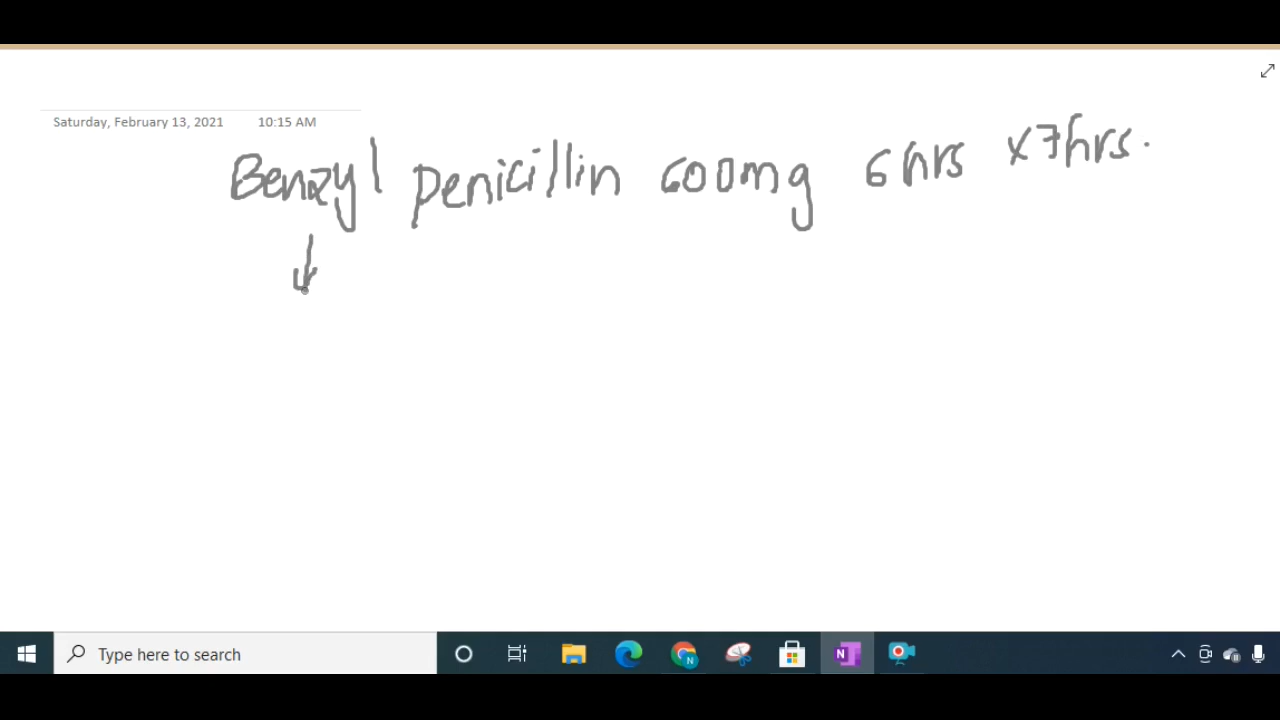 Saturday, February 13, 2021 10:15 AM
Benzyl penicillin 600mg 6hrs x7hrs.
Type here to search